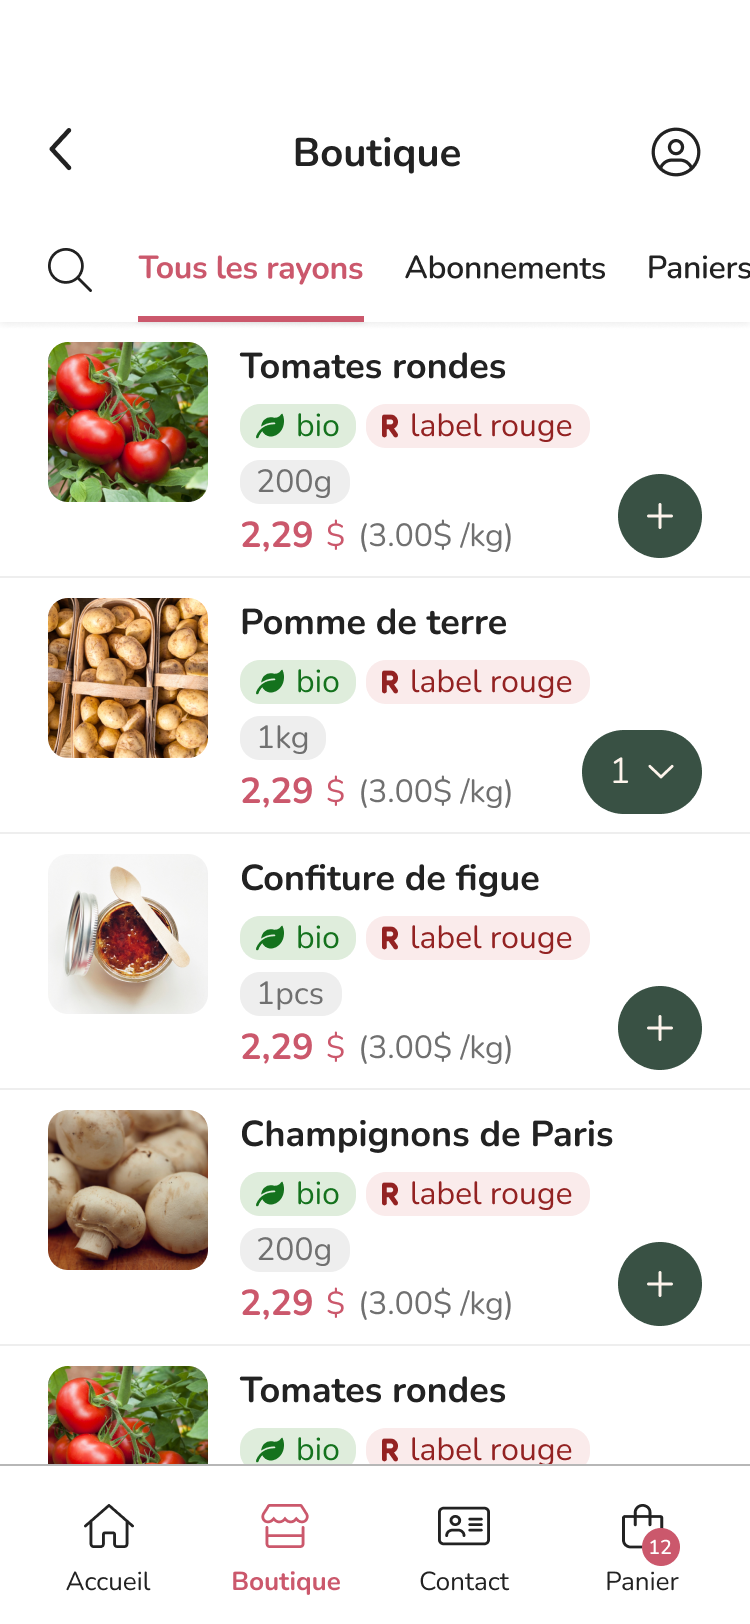 Boutique
Tous les rayons Abonnements Paniers
Tomates rondes
bio R label rouge
200g
2,29 $ (3.00$ /kg)
Pomme de terre
bio R label rouge
1kg
1
2,29 $ (3.00$ /kg)
Confiture de figue
bio R label rouge
1pcs
2,29 $ (3.00$ /kg)
Champignons de Paris
bio R label rouge
200g
2,29 $ (3.00$ /kg)
Tomates rondes
bio R label rouge
12
Accueil Boutique Contact Panier